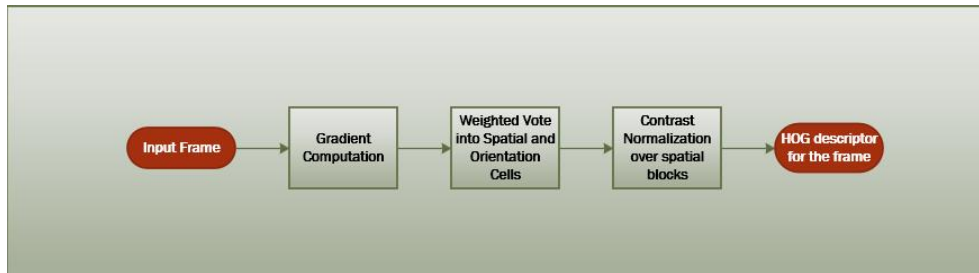 Input Frame
Gradient
Computation
Weighted Vote
into Spatial and
Orientation
Cells
Contrast
Normalization
over spatial
blocks
HOG descriptor
for the frame